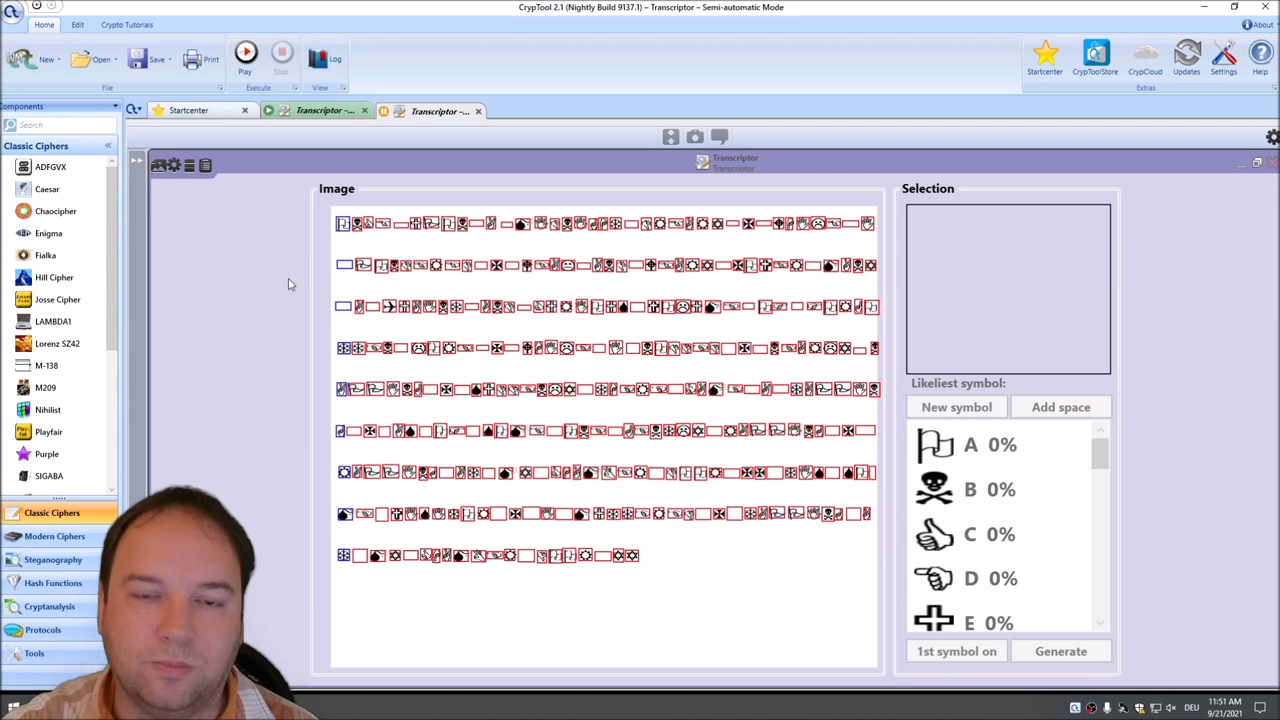 CrypTool 2.1 (Nightly Build 9137.1) – Transcriptor – Semi-automatic Mode
Home Edit Crypto Tutorials About
New Open Save Print Play Stop Log Startcenter CrypToolStore CrypCloud Updates Settings Help
File Execute View Extras
Components
Startcenter Transcriptor –... Transcriptor –...
Search
Classic Ciphers
ADFGVX
Caesar
Chaocipher
Enigma
Fialka
Hill Cipher
Josse Cipher
LAMBDA1
Lorenz SZ42
M-138
M209
Nihilist
Playfair
Purple
SIGABA
Classic Ciphers
Modern Ciphers
Steganography
Hash Functions
Cryptanalysis
Protocols
Tools
Transcriptor
Transcriptor
Image
Selection
Likeliest symbol:
New symbol Add space
A 0%
B 0%
C 0%
D 0%
E 0%
1st symbol on Generate
DEU
11:51 AM
9/21/2021